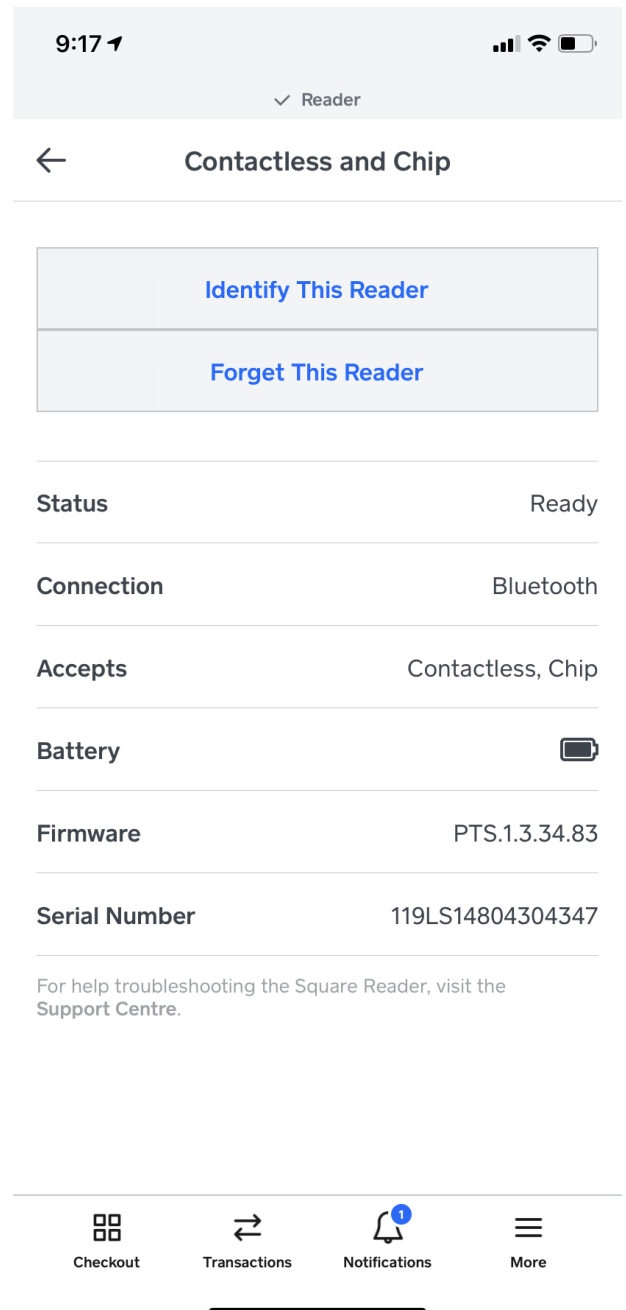 9:17
Reader
Contactless and Chip
Identify This Reader
Forget This Reader
Status Ready
Connection Bluetooth
Accepts Contactless, Chip
Battery
Firmware PTS.1.3.34.83
Serial Number 119LS14804304347
For help troubleshooting the Square Reader, visit the
Support Centre.
1
Checkout Transactions Notifications More